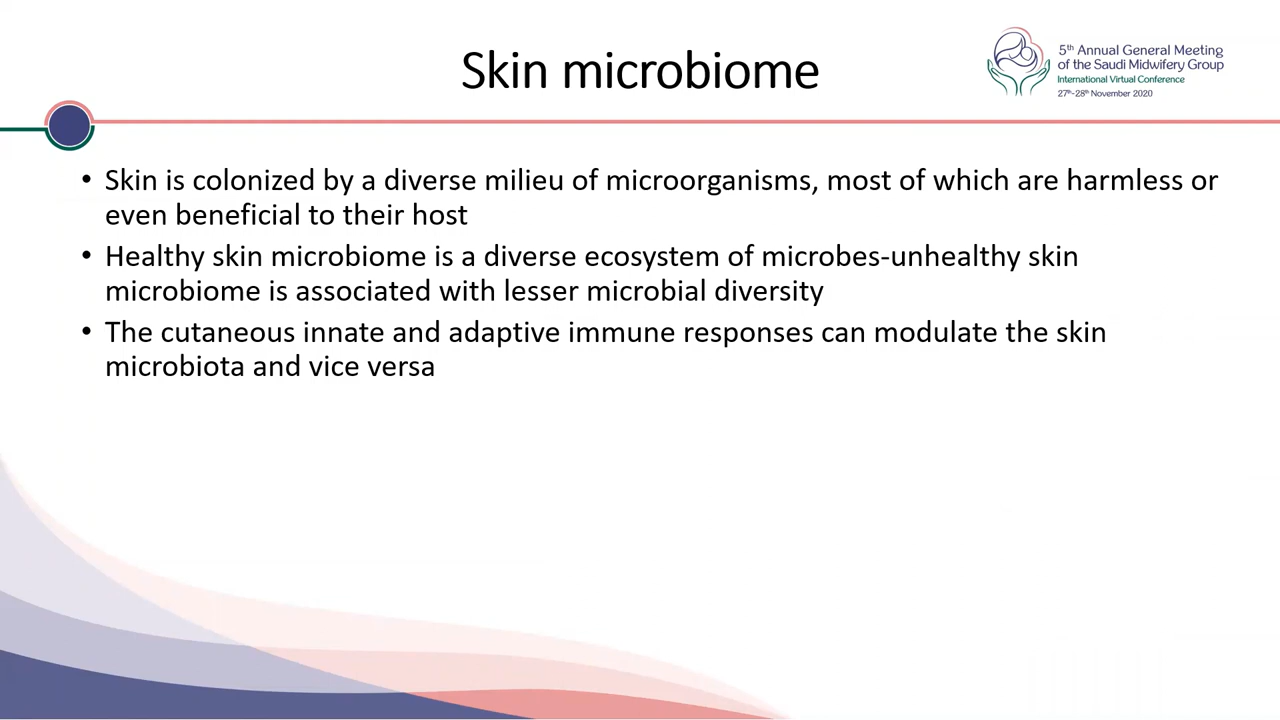 Skin microbiome
5th Annual General Meeting
of the Saudi Midwifery Group
International Virtual Conference
27th-28th November 2020
• Skin is colonized by a diverse milieu of microorganisms, most of which are harmless or
even beneficial to their host
• Healthy skin microbiome is a diverse ecosystem of microbes-unhealthy skin
microbiome is associated with lesser microbial diversity
• The cutaneous innate and adaptive immune responses can modulate the skin
microbiota and vice versa